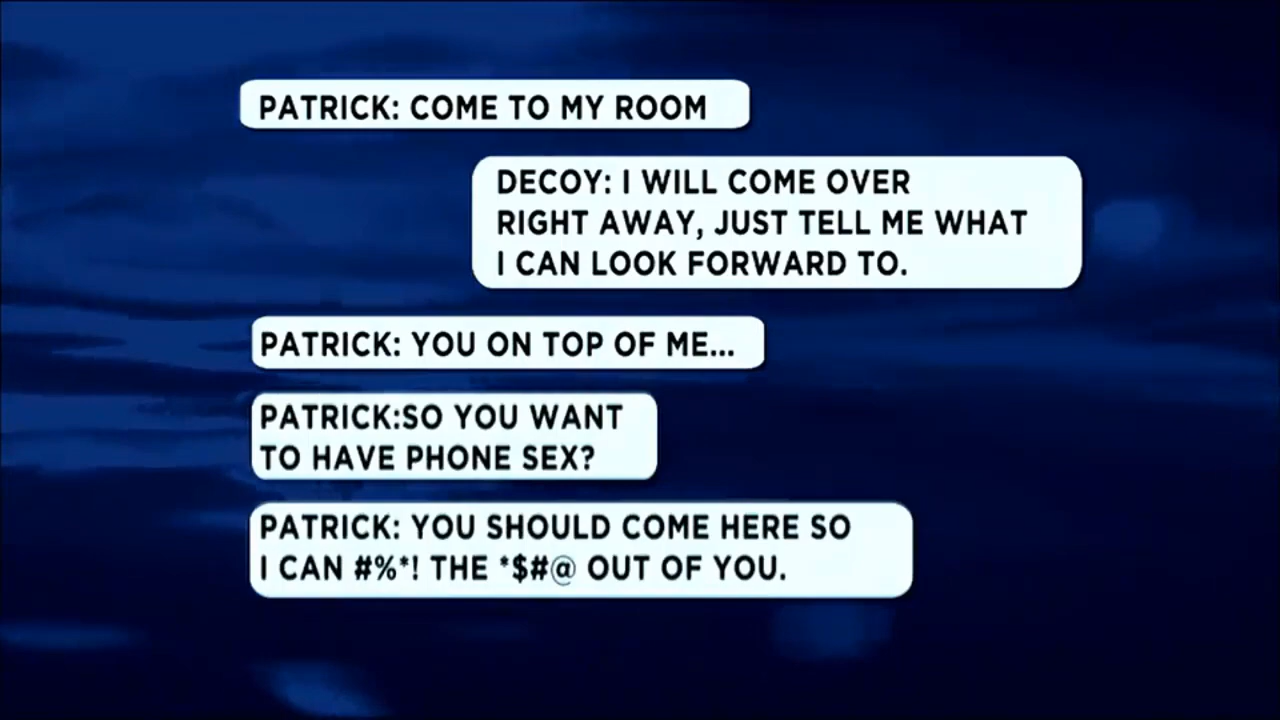 PATRICK: COME TO MY ROOM
DECOY: I WILL COME OVER
RIGHT AWAY, JUST TELL ME WHAT
I CAN LOOK FORWARD TO.
PATRICK: YOU ON TOP OF ME...
PATRICK:SO YOU WANT
TO HAVE PHONE SEX?
PATRICK: YOU SHOULD COME HERE SO
I CAN #%*! THE *$#@ OUT OF YOU.